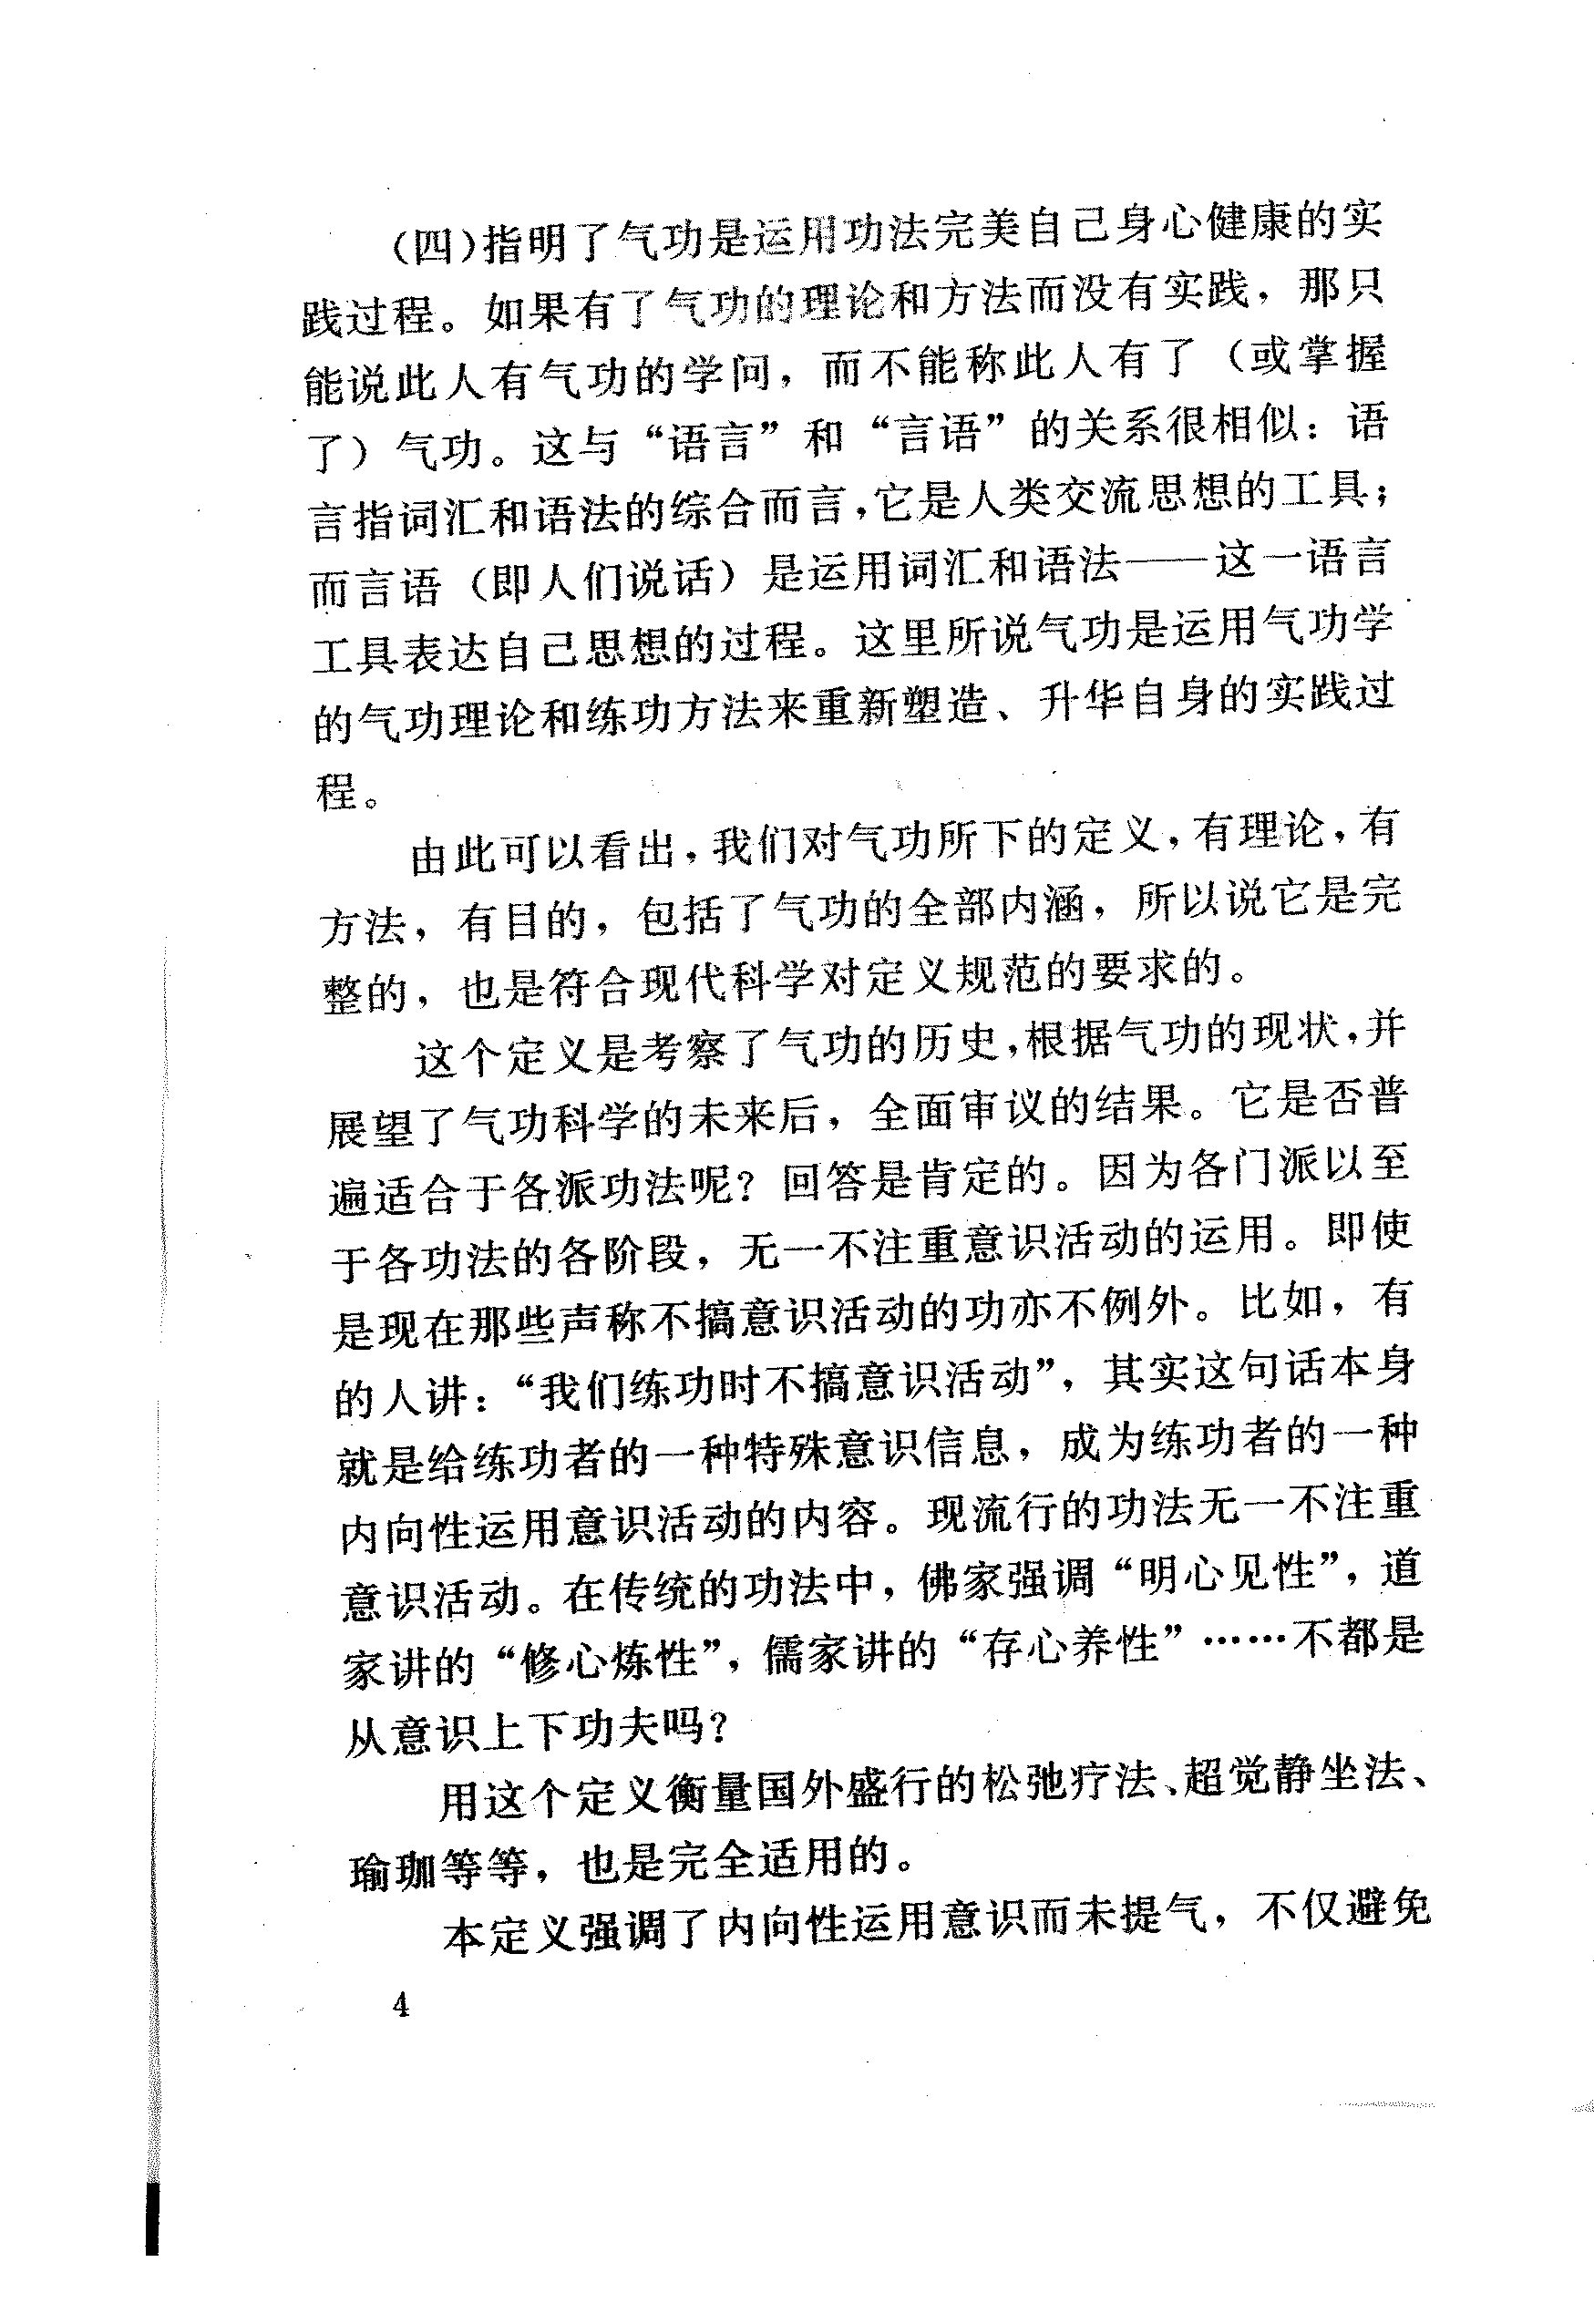 （四）指明了气功是运用功法完美自己身心健康的实
践过程。如果有了气功的理论和方法而没有实践，那只
能说此人有气功的学问，而不能称此人有了（或掌握
了）气功。这与“语言”和“言语”的关系很相似：语
言指词汇和语法的综合而言，它是人类交流思想的工具；
而言语（即人们说话）是运用词汇和语法——这一语言
工具表达自己思想的过程。这里所说气功是运用气功学
的气功理论和练功方法来重新塑造、升华自身的实践过
程。
由此可以看出，我们对气功所下的定义，有理论，有
方法，有目的，包括了气功的全部内涵，所以说它是完
整的，也是符合现代科学对定义规范的要求的。
这个定义是考察了气功的历史，根据气功的现状，并
展望了气功科学的未来后，全面审议的结果。它是否普
遍适合于各派功法呢？回答是肯定的。因为各门派以至
于各功法的各阶段，无一不注重意识活动的运用。即使
是现在那些声称不搞意识活动的功亦不例外。比如，有
的人讲：“我们练功时不搞意识活动”，其实这句话本身
就是给练功者的一种特殊意识信息，成为练功者的一种
内向性运用意识活动的内容。现流行的功法无一不注重
意识活动。在传统的功法中，佛家强调“明心见性”，道
家讲的“修心炼性”，儒家讲的“存心养性”……不都是
从意识上下功夫吗？
用这个定义衡量国外盛行的松弛疗法、超觉静坐法、
瑜珈等等，也是完全适用的。
本定义强调了内向性运用意识而未提气，不仅避免
4